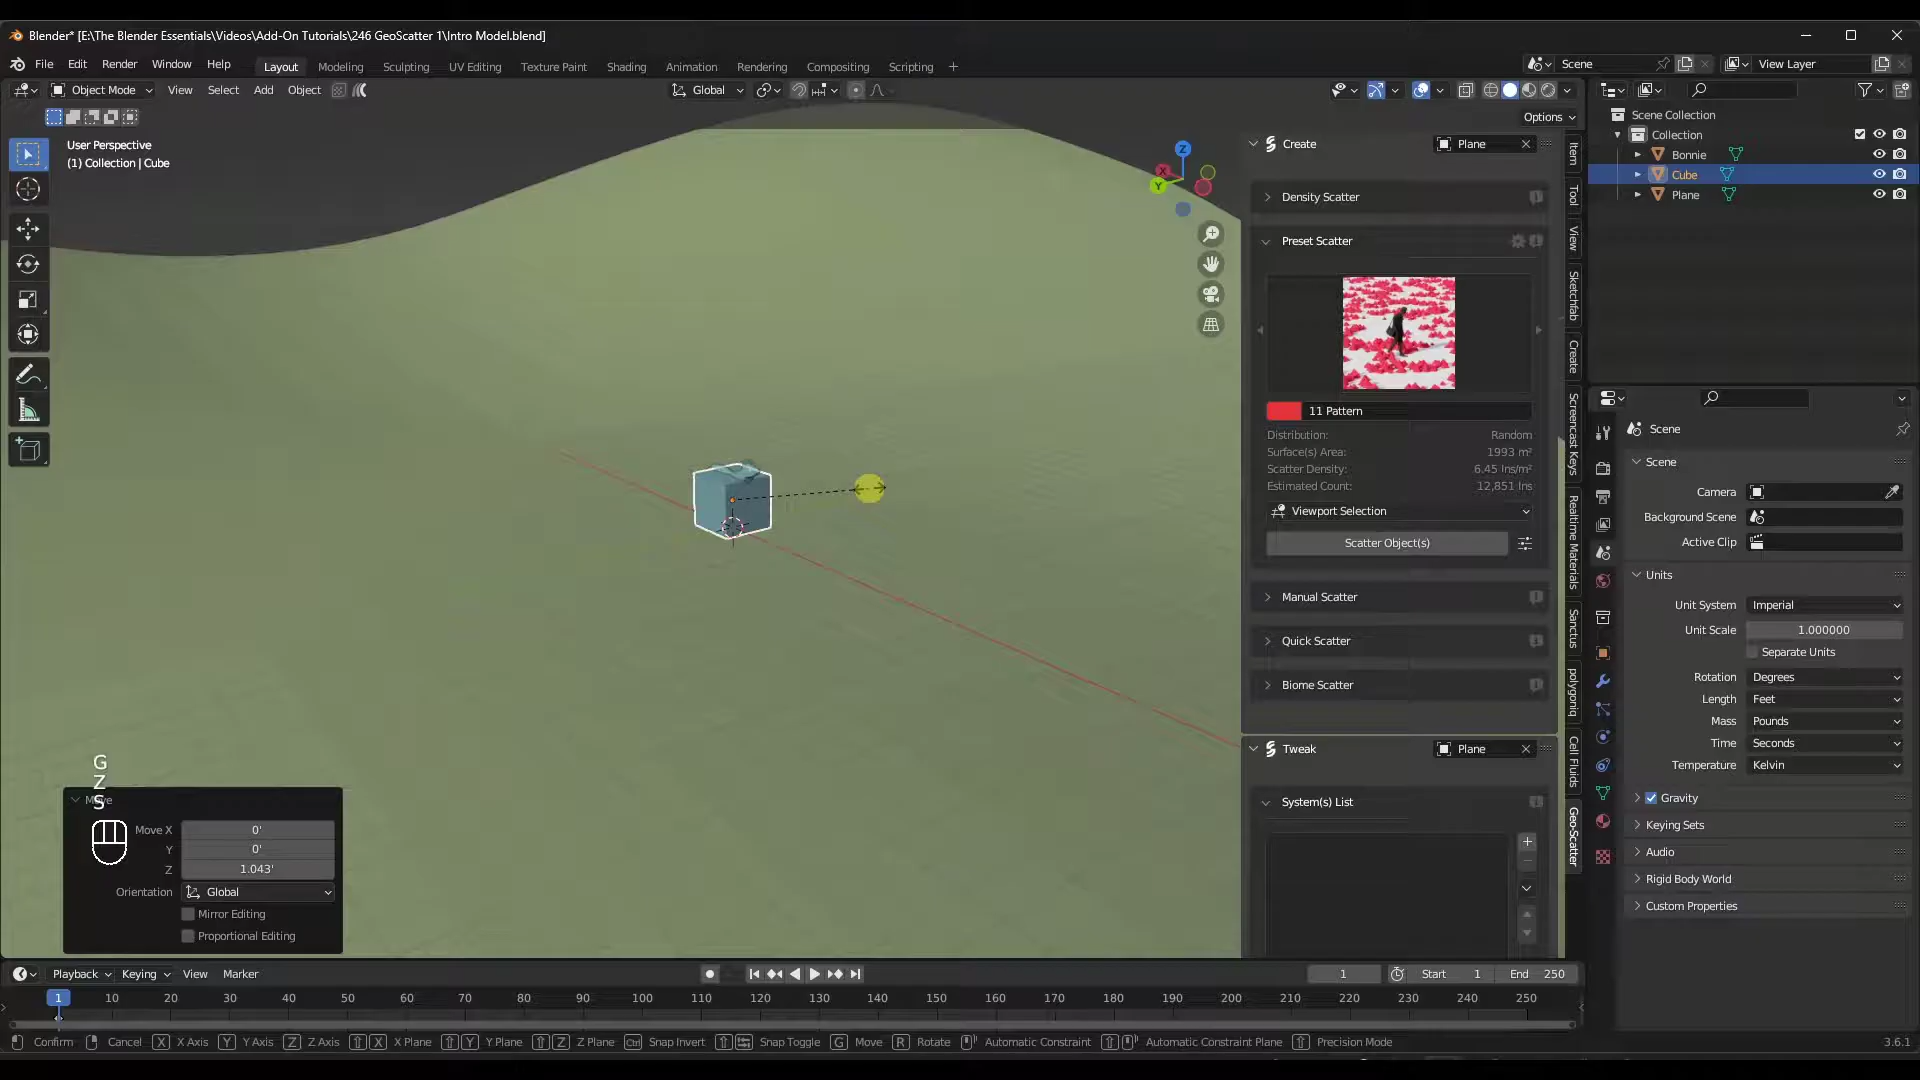 Blender* [E:\The Blender Essentials\Videos\Add-On Tutorials\246 GeoScatter 1\Intro Model.blend]
File Edit Render Window Help
Layout Modeling Sculpting UV Editing Texture Paint Shading Animation Rendering Compositing Scripting +
Scene View Layer
Object Mode View Select Add Object Global
Options
User Perspective
(1) Collection | Cube
Z
X
Y
Create Plane
Density Scatter
Preset Scatter
11 Pattern
Distribution: Random
Surface(s) Area: 1993 m²
Scatter Density: 6.45 Ins/m²
Estimated Count: 12,851 Ins
Viewport Selection
Scatter Object(s)
Manual Scatter
Quick Scatter
Biome Scatter
Tweak Plane
System(s) List
Item
Tool
View
Sketchfab
Create
Screencast Keys
Realtime Materials
Sanctus
polygoniq
Cell Fluids
Geo-Scatter
Scene Collection
Collection
Bonnie
Cube
Plane
Scene
Scene
Camera
Background Scene
Active Clip
Units
Unit System Imperial
Unit Scale 1.000000
Separate Units
Rotation Degrees
Length Feet
Mass Pounds
Time Seconds
Temperature Kelvin
Gravity
Keying Sets
Audio
Rigid Body World
Custom Properties
G
Z
S
Move
Move X 0'
Y 0'
Z 1.043'
Orientation Global
Mirror Editing
Proportional Editing
Playback Keying View Marker
1 Start 1 End 250
1 10 20 30 40 50 60 70 80 90 100 110 120 130 140 150 160 170 180 190 200 210 220 230 240 250
Confirm Cancel X X Axis Y Y Axis Z Z Axis X X Plane Y Y Plane Z Z Plane Ctrl Snap Invert Snap Toggle G Move R Rotate Automatic Constraint Automatic Constraint Plane Precision Mode 3.6.1